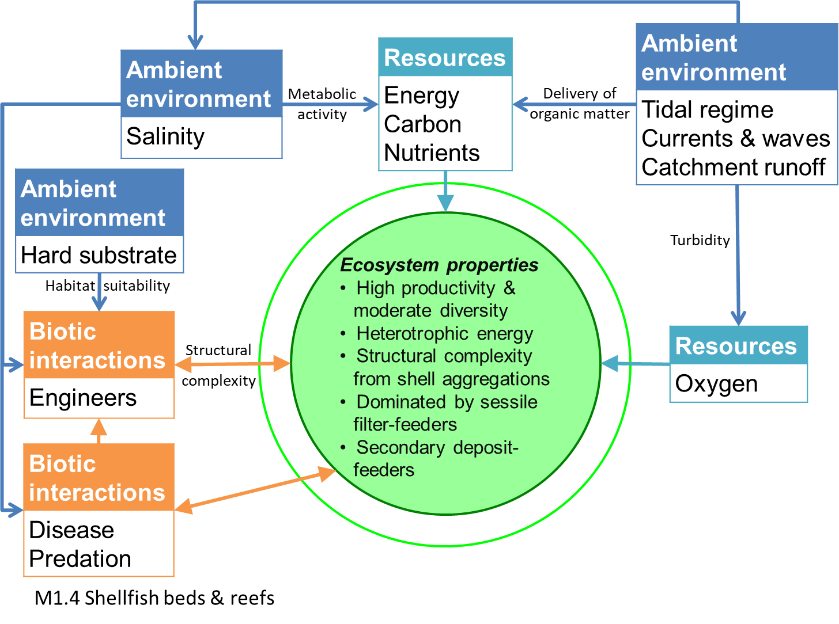 Ambient
environment
Salinity
Metabolic
activity
Resources
Energy
Carbon
Nutrients
Delivery of
organic matter
Ambient
environment
Tidal regime
Currents & waves
Catchment runoff
Ambient
environment
Hard substrate
Habitat suitability
Turbidity
Biotic
interactions
Engineers
Structural
complexity
Ecosystem properties
• High productivity &
moderate diversity
• Heterotrophic energy
• Structural complexity
from shell aggregations
• Dominated by sessile
filter-feeders
• Secondary deposit-
feeders
Resources
Oxygen
Biotic
interactions
Disease
Predation
M1.4 Shellfish beds & reefs